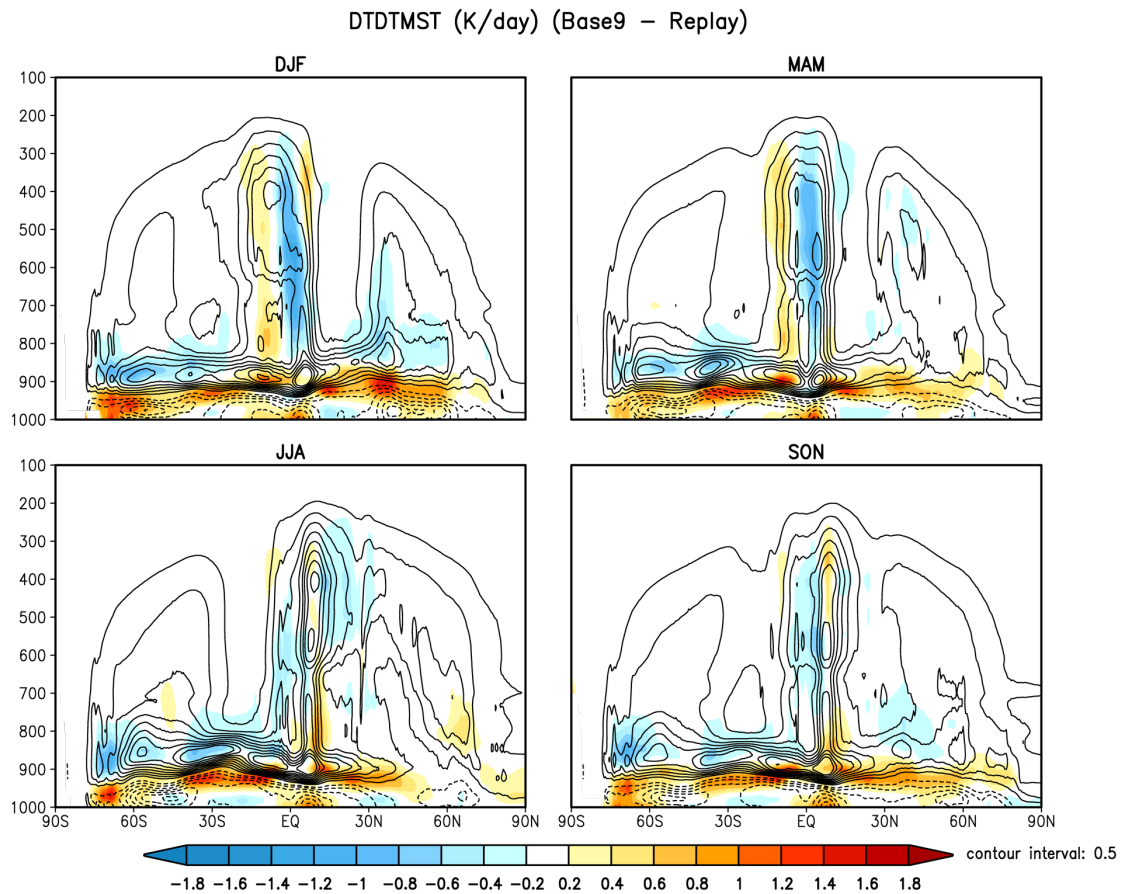 DTDTMST (K/day) (Base9 − Replay)
DJF
MAM
100
200
300
400
500
600
700
800
900
1000
JJA
SON
100
200
300
400
500
600
700
800
900
1000
90S 60S 30S EQ 30N 60N 90N
90S 60S 30S EQ 30N 60N 90N
contour interval: 0.5
−1.8 −1.6 −1.4 −1.2 −1 −0.8 −0.6 −0.4 −0.2 0.2 0.4 0.6 0.8 1 1.2 1.4 1.6 1.8